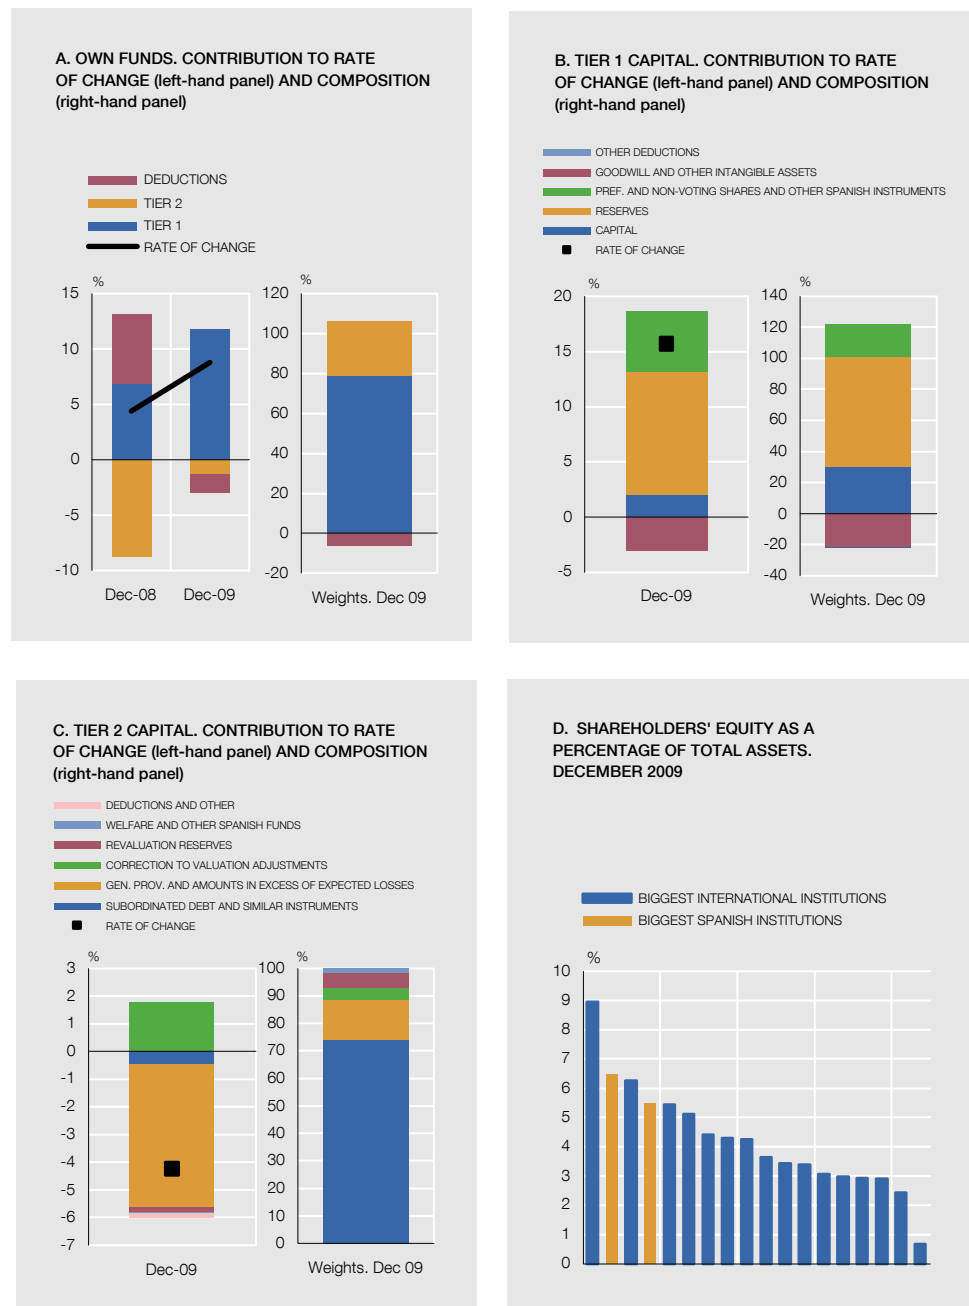 A. OWN FUNDS. CONTRIBUTION TO RATE
OF CHANGE (left-hand panel) AND COMPOSITION
(right-hand panel)
DEDUCTIONS
TIER 2
TIER 1
RATE OF CHANGE
%
15
10
5
0
-5
-10
Dec-08 Dec-09
%
120
100
80
60
40
20
0
-20
Weights. Dec 09
B. TIER 1 CAPITAL. CONTRIBUTION TO RATE
OF CHANGE (left-hand panel) AND COMPOSITION
(right-hand panel)
OTHER DEDUCTIONS
GOODWILL AND OTHER INTANGIBLE ASSETS
PREF. AND NON-VOTING SHARES AND OTHER SPANISH INSTRUMENTS
RESERVES
CAPITAL
RATE OF CHANGE
%
20
15
10
5
0
-5
Dec-09
%
140
120
100
80
60
40
20
0
-20
-40
Weights. Dec 09
C. TIER 2 CAPITAL. CONTRIBUTION TO RATE
OF CHANGE (left-hand panel) AND COMPOSITION
(right-hand panel)
DEDUCTIONS AND OTHER
WELFARE AND OTHER SPANISH FUNDS
REVALUATION RESERVES
CORRECTION TO VALUATION ADJUSTMENTS
GEN. PROV. AND AMOUNTS IN EXCESS OF EXPECTED LOSSES
SUBORDINATED DEBT AND SIMILAR INSTRUMENTS
RATE OF CHANGE
%
3
2
1
0
-1
-2
-3
-4
-5
-6
-7
Dec-09
%
100
90
80
70
60
50
40
30
20
10
0
Weights. Dec 09
D. SHAREHOLDERS' EQUITY AS A
PERCENTAGE OF TOTAL ASSETS.
DECEMBER 2009
BIGGEST INTERNATIONAL INSTITUTIONS
BIGGEST SPANISH INSTITUTIONS
%
10
9
8
7
6
5
4
3
2
1
0